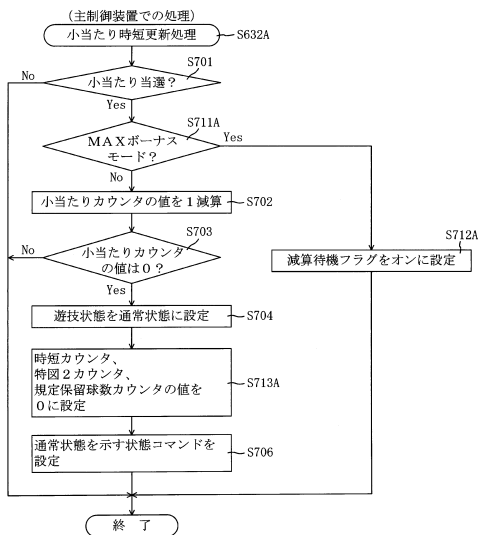 (主制御装置での処理)
小当たり時短更新処理
S632A
S701
No
小当たり当選？
Yes
S711A
MAXボーナス
モード？
Yes
No
小当たりカウンタの値を1減算
S702
S703
No
小当たりカウンタ
の値は0？
S712A
減算待機フラグをオンに設定
Yes
遊技状態を通常状態に設定
S704
時短カウンタ、
特図2カウンタ、
規定保留球数カウンタの値を
0に設定
S713A
通常状態を示す状態コマンドを
設定
S706
終 了